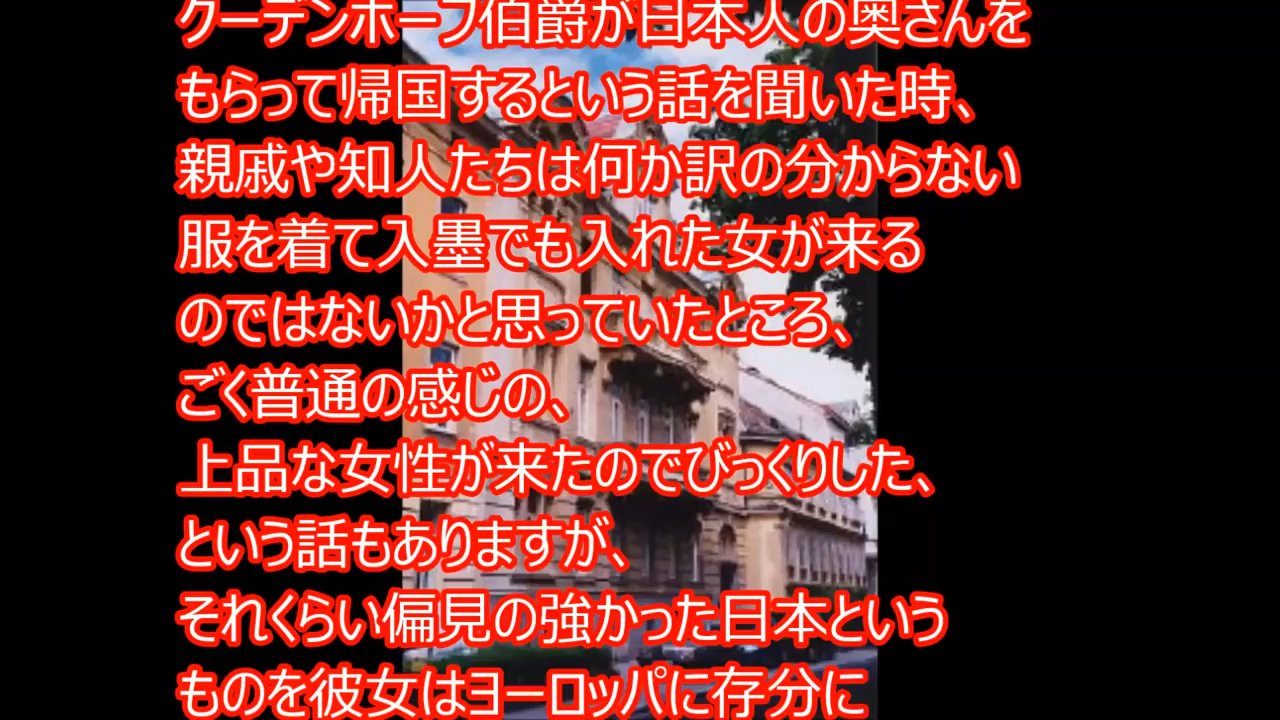 クーデンホーフ伯爵が日本人の奥さんを
もらって帰国するという話を聞いた時、
親戚や知人たちは何か訳の分からない
服を着て入墨でも入れた女が来る
のではないかと思っていたところ、
ごく普通の感じの、
上品な女性が来たのでびっくりした、
という話もありますが、
それくらい偏見の強かった日本という
ものを彼女はヨーロッパに存分に